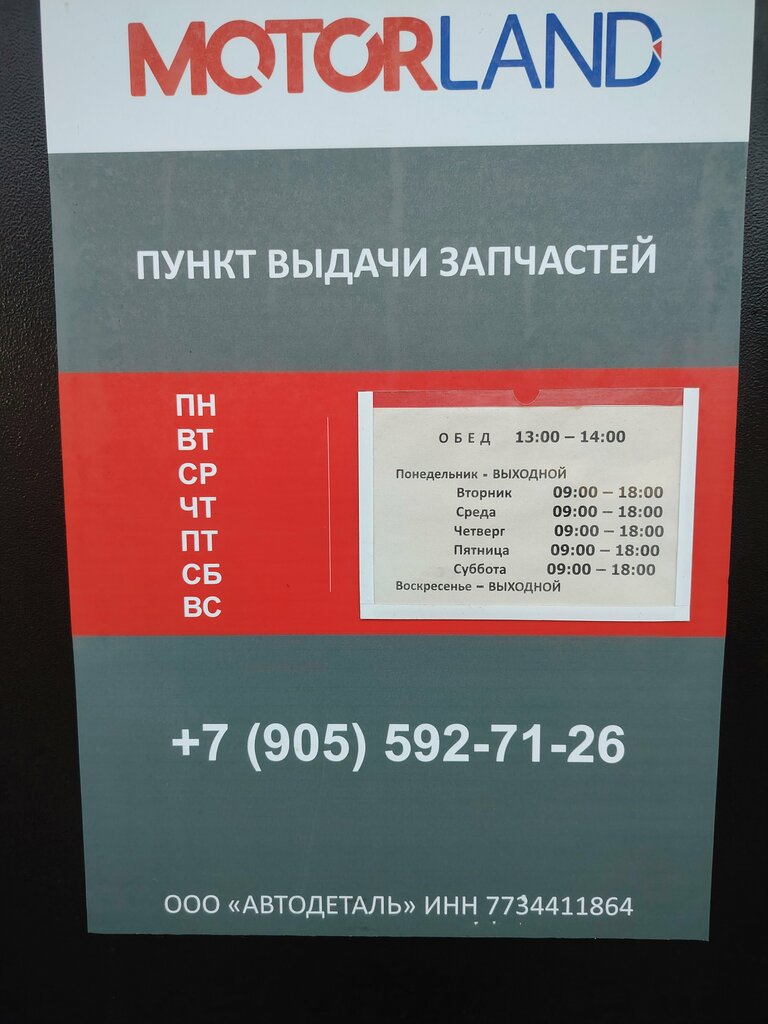 MOTORLAND
ПУНКТ ВЫДАЧИ ЗАПЧАСТЕЙ
ПН
ВТ
СР
ЧТ
ПТ
СБ
ВС
ОБЕД 13:00 – 14:00
Понедельник - ВЫХОДНОЙ
Вторник 09:00 – 18:00
Среда 09:00 – 18:00
Четверг 09:00 – 18:00
Пятница 09:00 – 18:00
Суббота 09:00 – 18:00
Воскресенье – ВЫХОДНОЙ
+7 (905) 592-71-26
ООО «АВТОДЕТАЛЬ» ИНН 7734411864